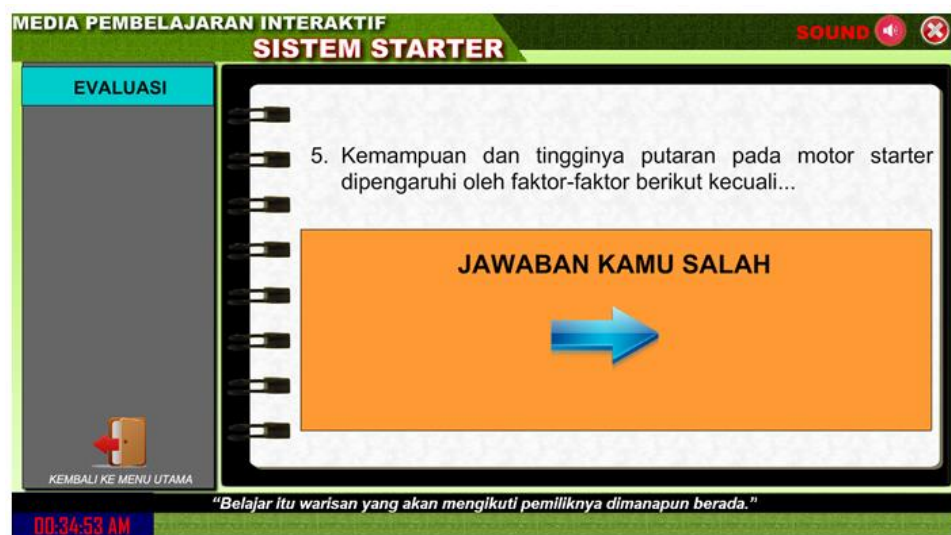 MEDIA PEMBELAJARAN INTERAKTIF
SISTEM STARTER
SOUND
EVALUASI
5. Kemampuan dan tingginya putaran pada motor starter
dipengaruhi oleh faktor-faktor berikut kecuali...
JAWABAN KAMU SALAH
KEMBALI KE MENU UTAMA
“Belajar itu warisan yang akan mengikuti pemiliknya dimanapun berada.”
00:34:53 AM